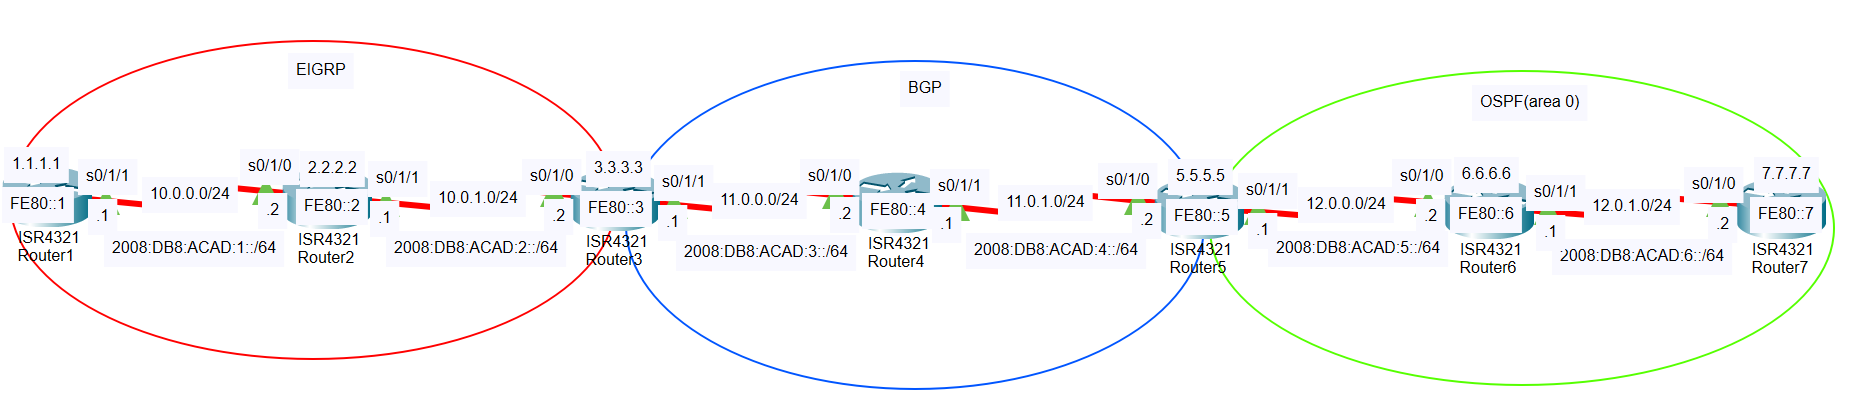 EIGRP
BGP
OSPF(area 0)
1.1.1.1
s0/1/1
FE80::1
.1
ISR4321
Router1
10.0.0.0/24
2008:DB8:ACAD:1::/64
s0/1/0
.2
2.2.2.2
s0/1/1
FE80::2
.1
ISR4321
Router2
10.0.1.0/24
2008:DB8:ACAD:2::/64
s0/1/0
.2
3.3.3.3
s0/1/1
FE80::3
.1
ISR4321
Router3
11.0.0.0/24
2008:DB8:ACAD:3::/64
s0/1/0
.2
s0/1/1
FE80::4
.1
ISR4321
Router4
11.0.1.0/24
2008:DB8:ACAD:4::/64
s0/1/0
.2
5.5.5.5
s0/1/1
FE80::5
.1
ISR4321
Router5
12.0.0.0/24
2008:DB8:ACAD:5::/64
s0/1/0
.2
6.6.6.6
s0/1/1
FE80::6
.1
ISR4321
Router6
12.0.1.0/24
2008:DB8:ACAD:6::/64
s0/1/0
.2
7.7.7.7
FE80::7
ISR4321
Router7